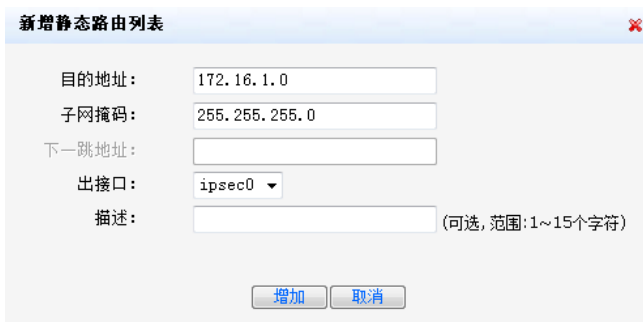 新增静态路由列表
目的地址： 172.16.1.0
子网掩码： 255.255.255.0
下一跳地址：
出接口： ipsec0
描述： (可选,范围:1~15个字符)
增加 取消